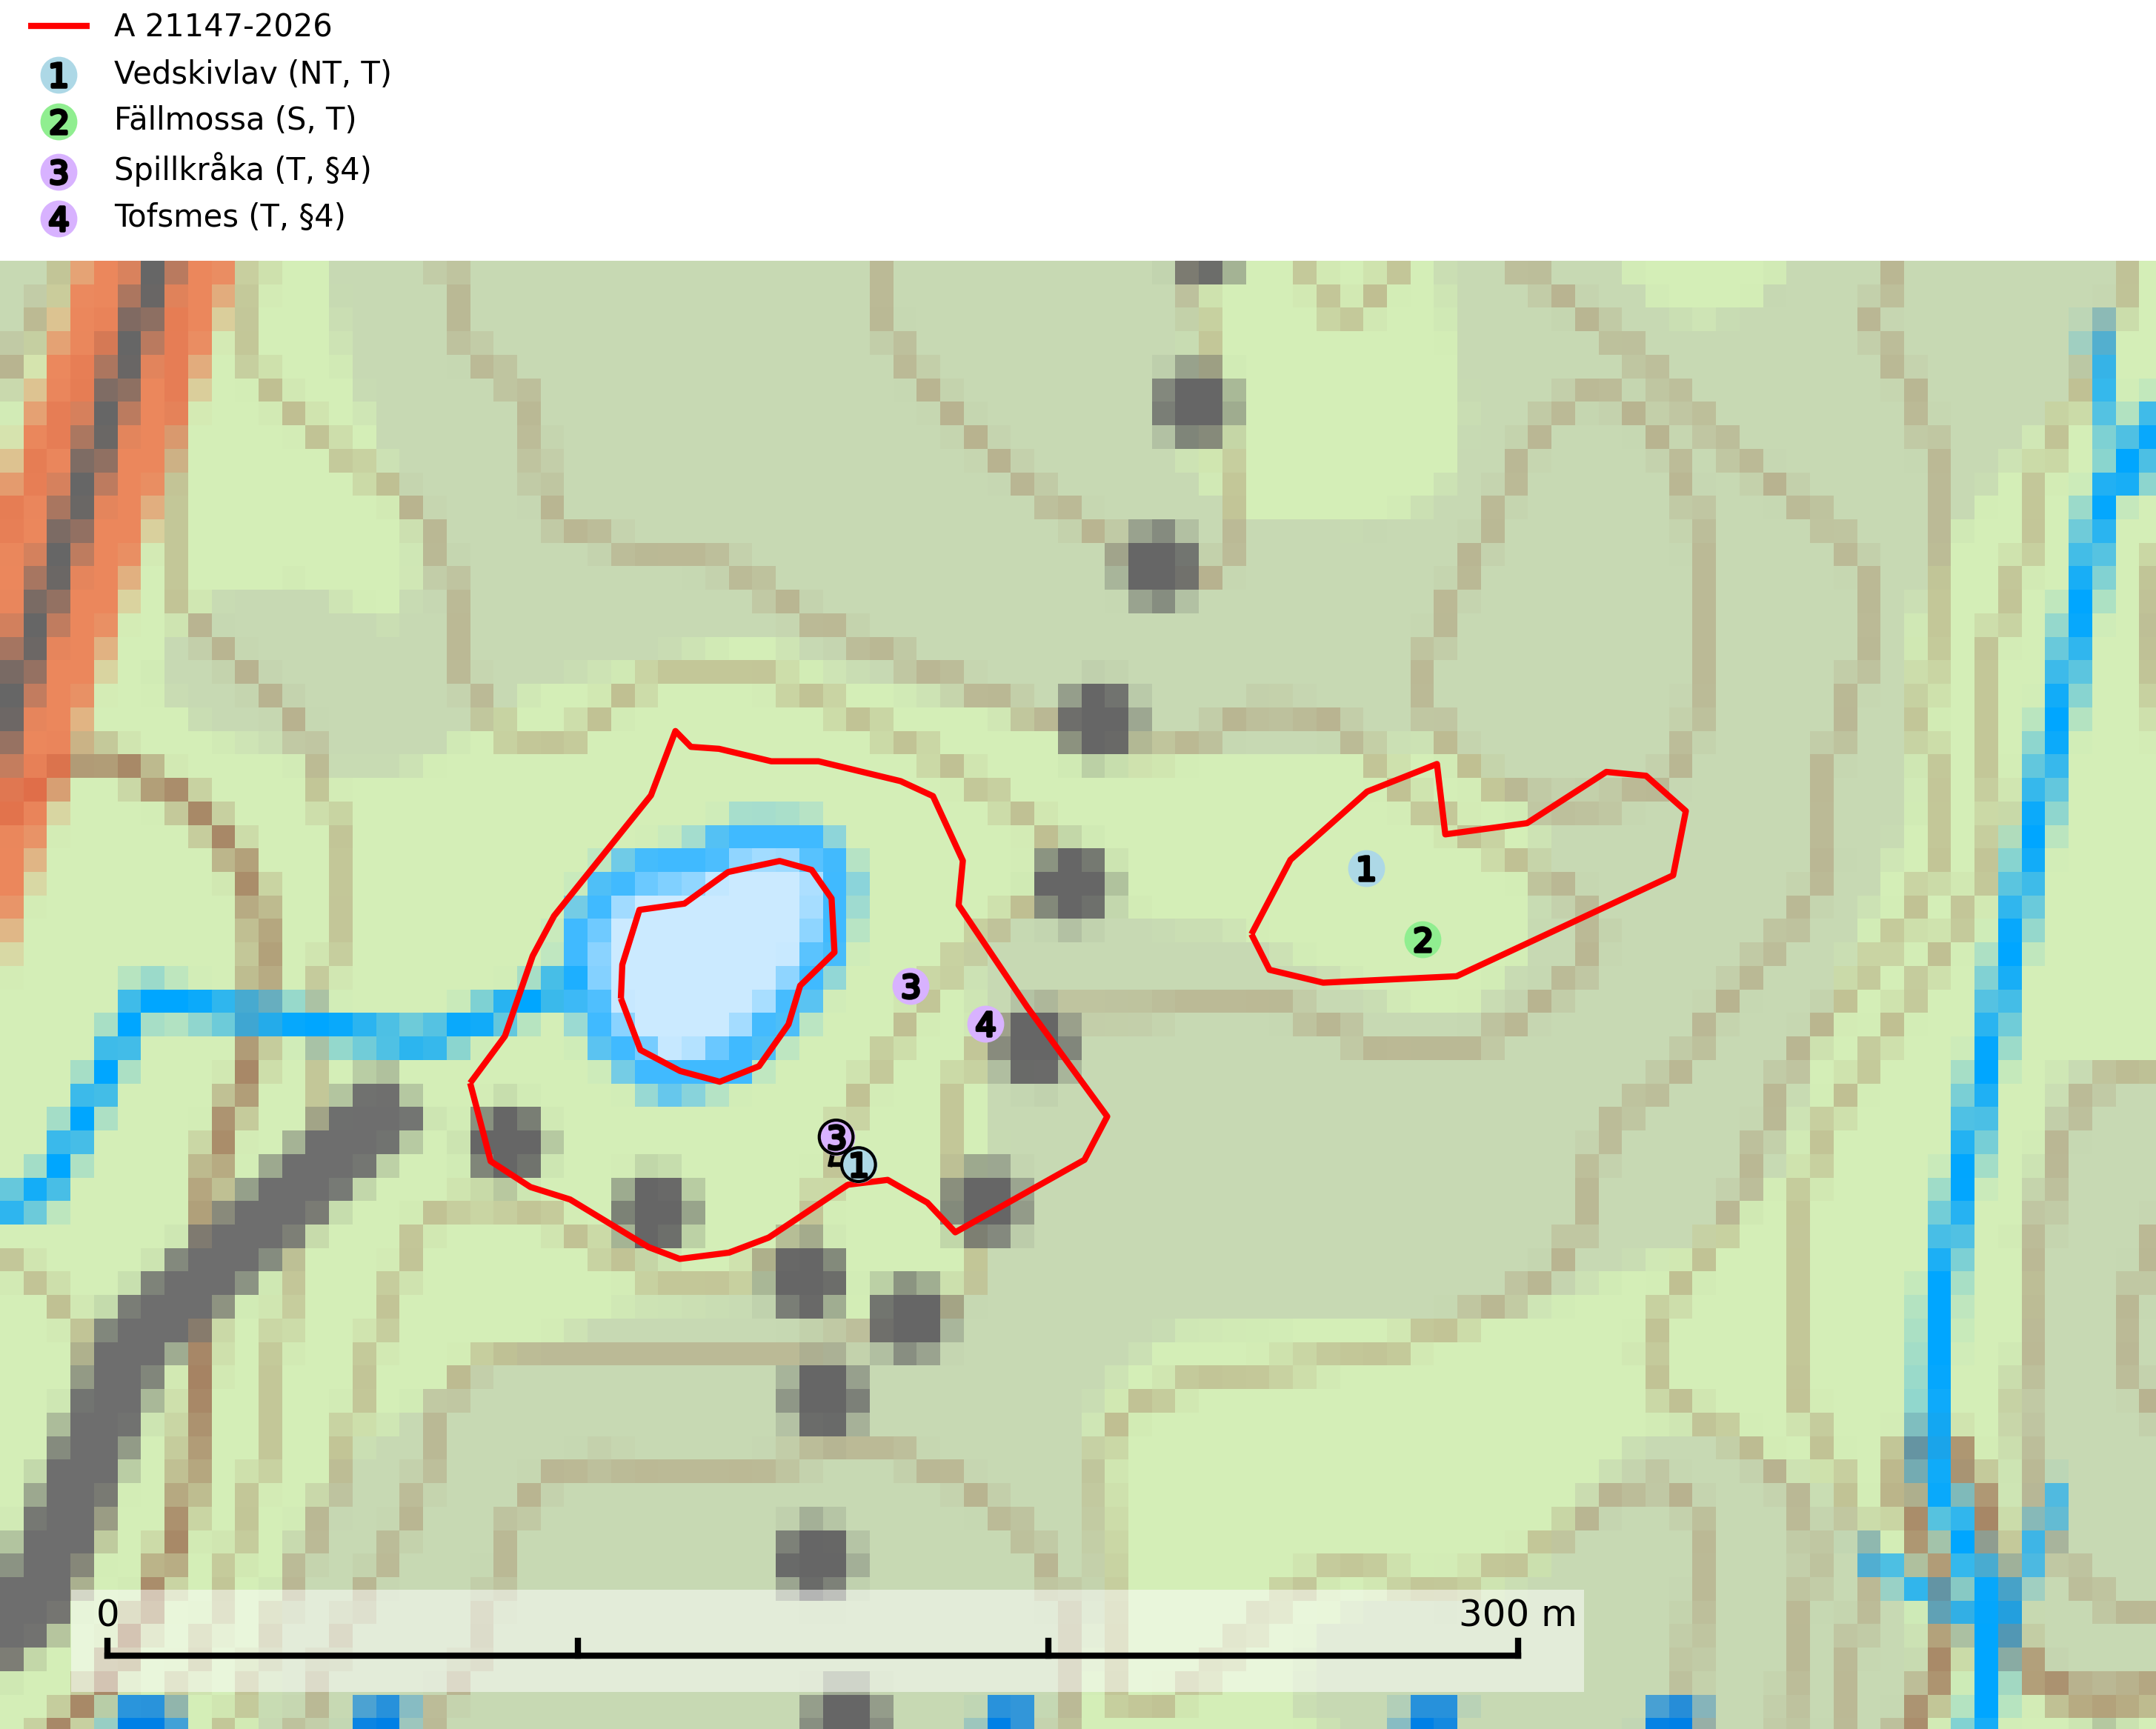 A 21147-2026
1 Vedskivlav (NT, T)
2 Fällmossa (S, T)
3 Spillkråka (T, §4)
4 Tofsmes (T, §4)
1
2
3
4
3
1
0 300 m